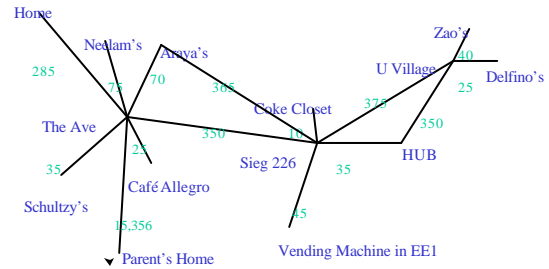 Home
Zao's
Neelam's
Araya's
40
U Village
285
70
Delfino's
75
365
25
Coke Closet
375
The Ave
350
10
350
25
HUB
Sieg 226
35
35
Café Allegro
Schultzy's
45
15,356
Vending Machine in EE1
Parent's Home